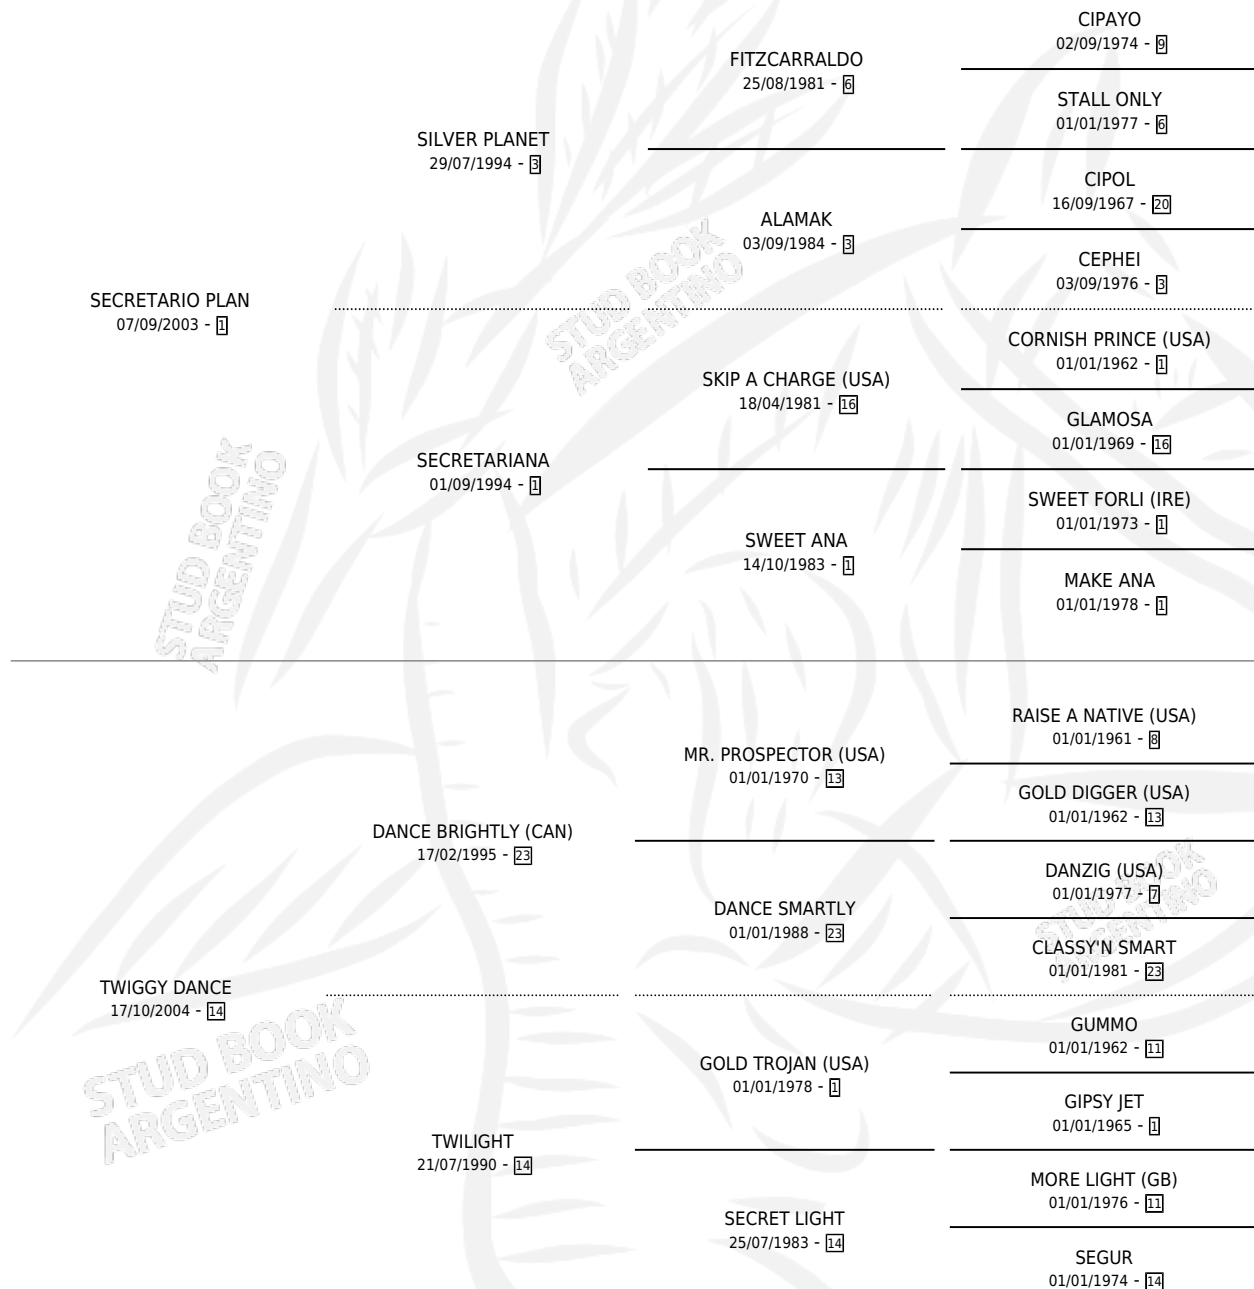 CIPAYO
02/09/1974 - 9
FITZCARRALDO
25/08/1981 - 6
STALL ONLY
01/01/1977 - 6
SILVER PLANET
29/07/1994 - 3
CIPOL
16/09/1967 - 20
ALAMAK
03/09/1984 - 3
CEPHEI
03/09/1976 - 3
SECRETARIO PLAN
07/09/2003 - 1
CORNISH PRINCE (USA)
01/01/1962 - 1
SKIP A CHARGE (USA)
18/04/1981 - 16
GLAMOSA
01/01/1969 - 16
SECRETARIANA
01/09/1994 - 1
SWEET FORLI (IRE)
01/01/1973 - 1
SWEET ANA
14/10/1983 - 1
MAKE ANA
01/01/1978 - 1
RAISE A NATIVE (USA)
01/01/1961 - 8
MR. PROSPECTOR (USA)
01/01/1970 - 13
GOLD DIGGER (USA)
01/01/1962 - 13
DANCE BRIGHTLY (CAN)
17/02/1995 - 23
DANZIG (USA)
01/01/1977 - 7
DANCE SMARTLY
01/01/1988 - 23
CLASSY'N SMART
01/01/1981 - 23
TWIGGY DANCE
17/10/2004 - 14
GUMMO
01/01/1962 - 11
GOLD TROJAN (USA)
01/01/1978 - 1
GIPSY JET
01/01/1965 - 1
TWILIGHT
21/07/1990 - 14
MORE LIGHT (GB)
01/01/1976 - 11
SECRET LIGHT
25/07/1983 - 14
SEGUR
01/01/1974 - 14
STUD BOOK
ARGENTINO
STUD BOOK
ARGENTINO
STUD BOOK
ARGENTINO
STUD BOOK
ARGENTINO